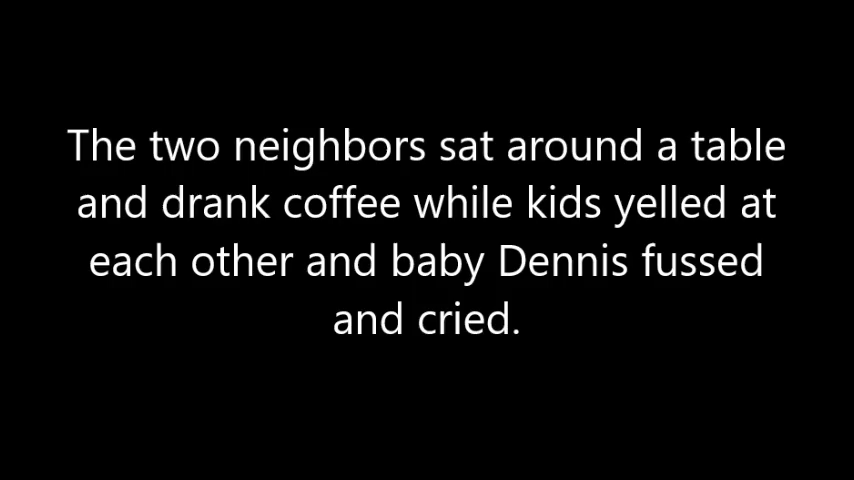 The two neighbors sat around a table
and drank coffee while kids yelled at
each other and baby Dennis fussed
and cried.